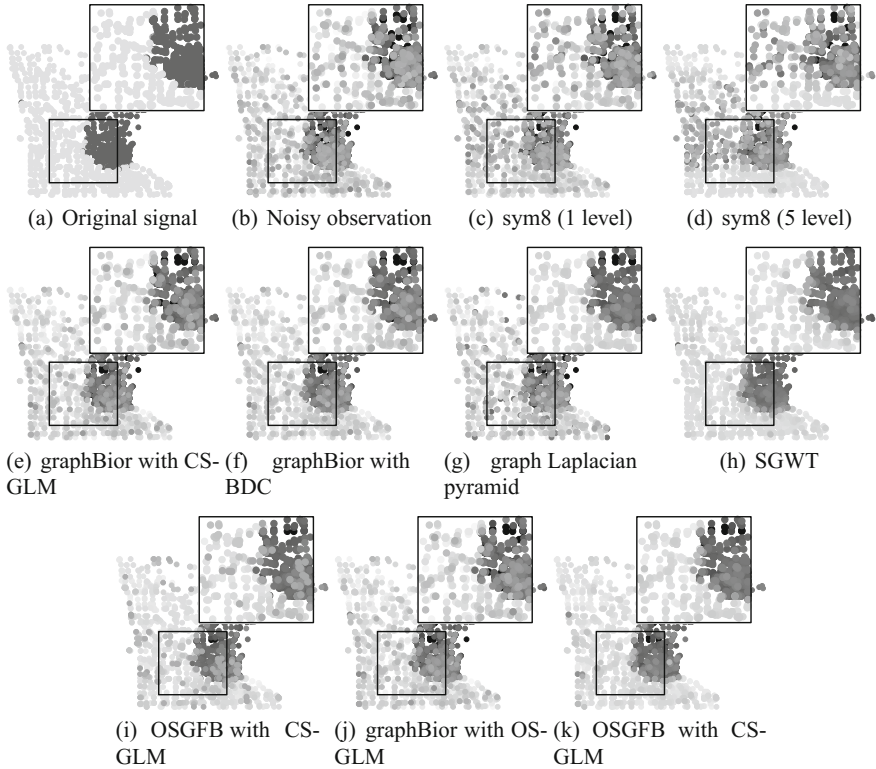 (a) Original signal
(b) Noisy observation
(c) sym8 (1 level)
(d) sym8 (5 level)
(e) graphBior with CS-
GLM
(f) graphBior with
BDC
(g) graph Laplacian
pyramid
(h) SGWT
(i) OSGFB with CS-
GLM
(j) graphBior with OS-
GLM
(k) OSGFB with CS-
GLM